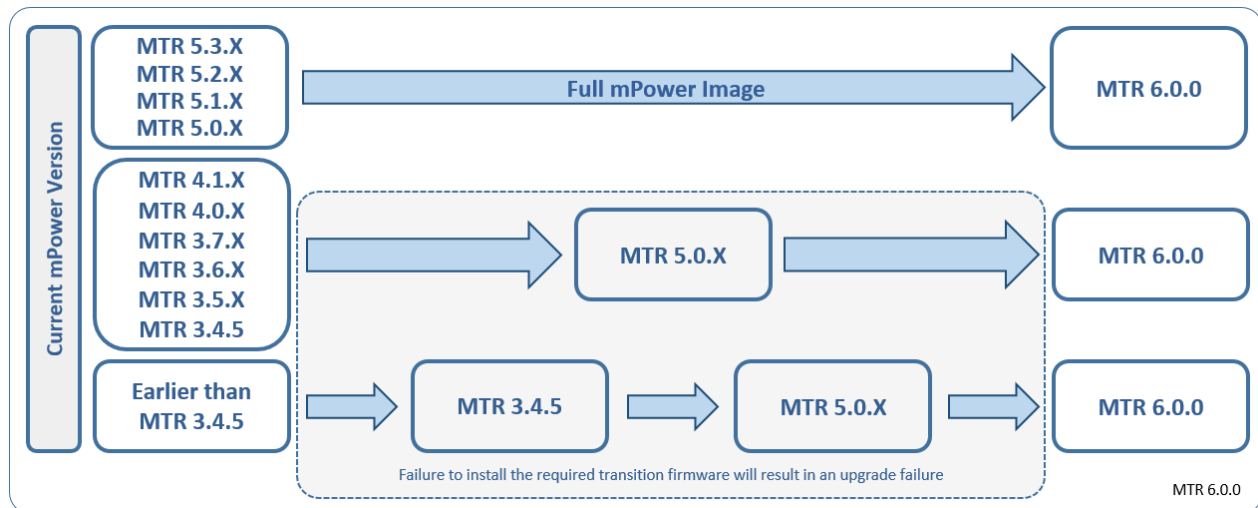 Current mPower Version
MTR 5.3.X
MTR 5.2.X
MTR 5.1.X
MTR 5.0.X
Full mPower Image
MTR 6.0.0
MTR 4.1.X
MTR 4.0.X
MTR 3.7.X
MTR 3.6.X
MTR 3.5.X
MTR 3.4.5
MTR 5.0.X
MTR 6.0.0
Earlier than
MTR 3.4.5
MTR 3.4.5
MTR 5.0.X
MTR 6.0.0
Failure to install the required transition firmware will result in an upgrade failure
MTR 6.0.0